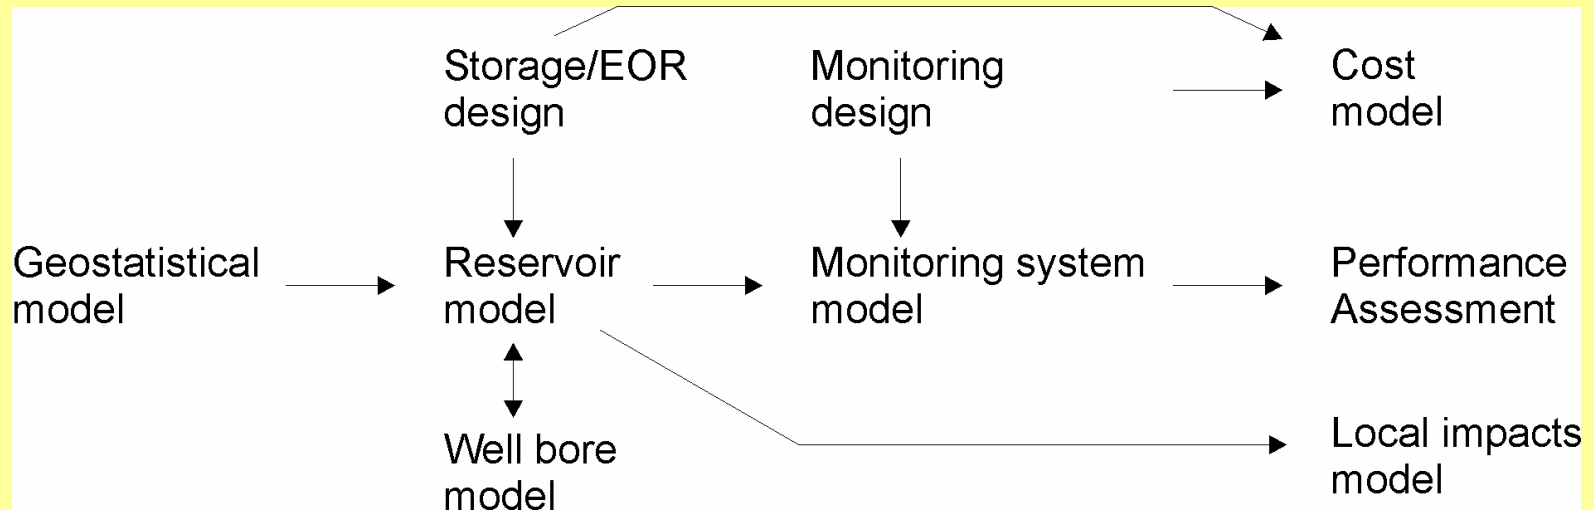 Storage/EOR
design
Monitoring
design
Cost
model
Geostatistical
model
Reservoir
model
Monitoring system
model
Performance
Assessment
Well bore
model
Local impacts
model